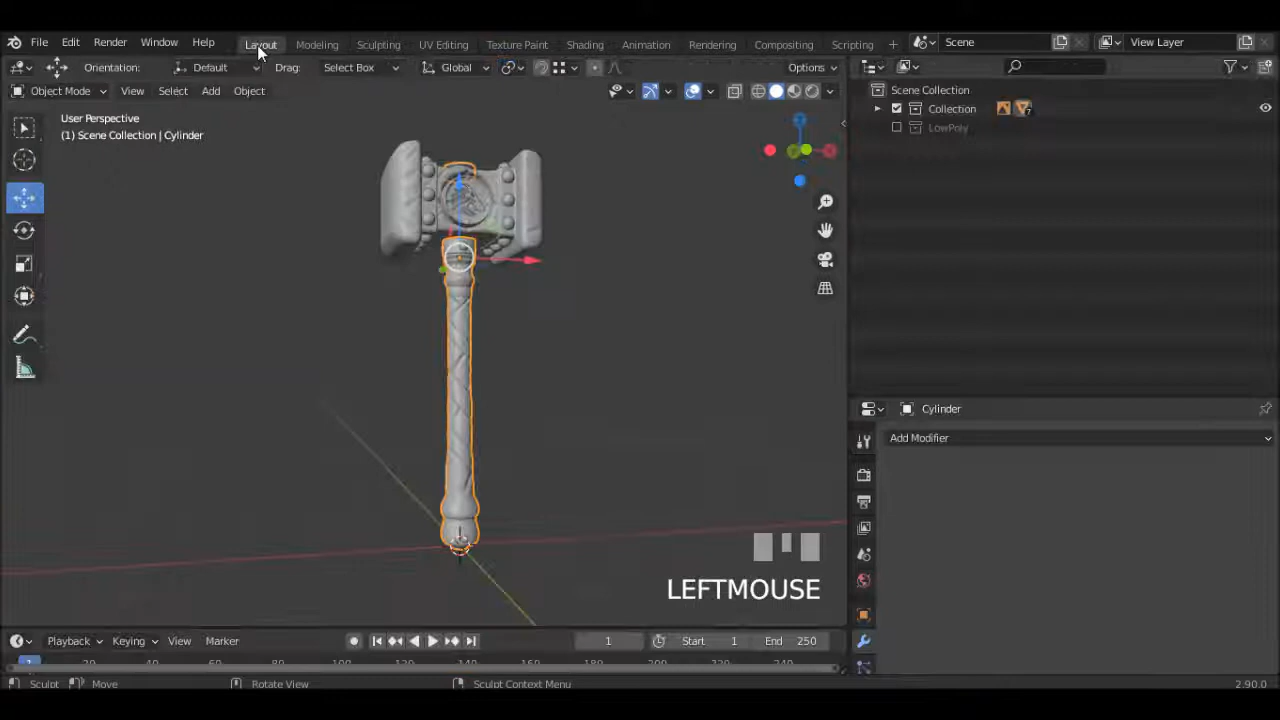 File Edit Render Window Help Layout Modeling Sculpting UV Editing Texture Paint Shading Animation Rendering Compositing Scripting + Scene View Layer
Orientation: Default Drag: Select Box Global Options
Object Mode View Select Add Object
User Perspective
(1) Scene Collection | Cylinder
Scene Collection
Collection 7
LowPoly
Cylinder
Add Modifier
LEFTMOUSE
Playback Keying View Marker 1 Start 1 End 250
Sculpt Move Rotate View Sculpt Context Menu 2.90.0